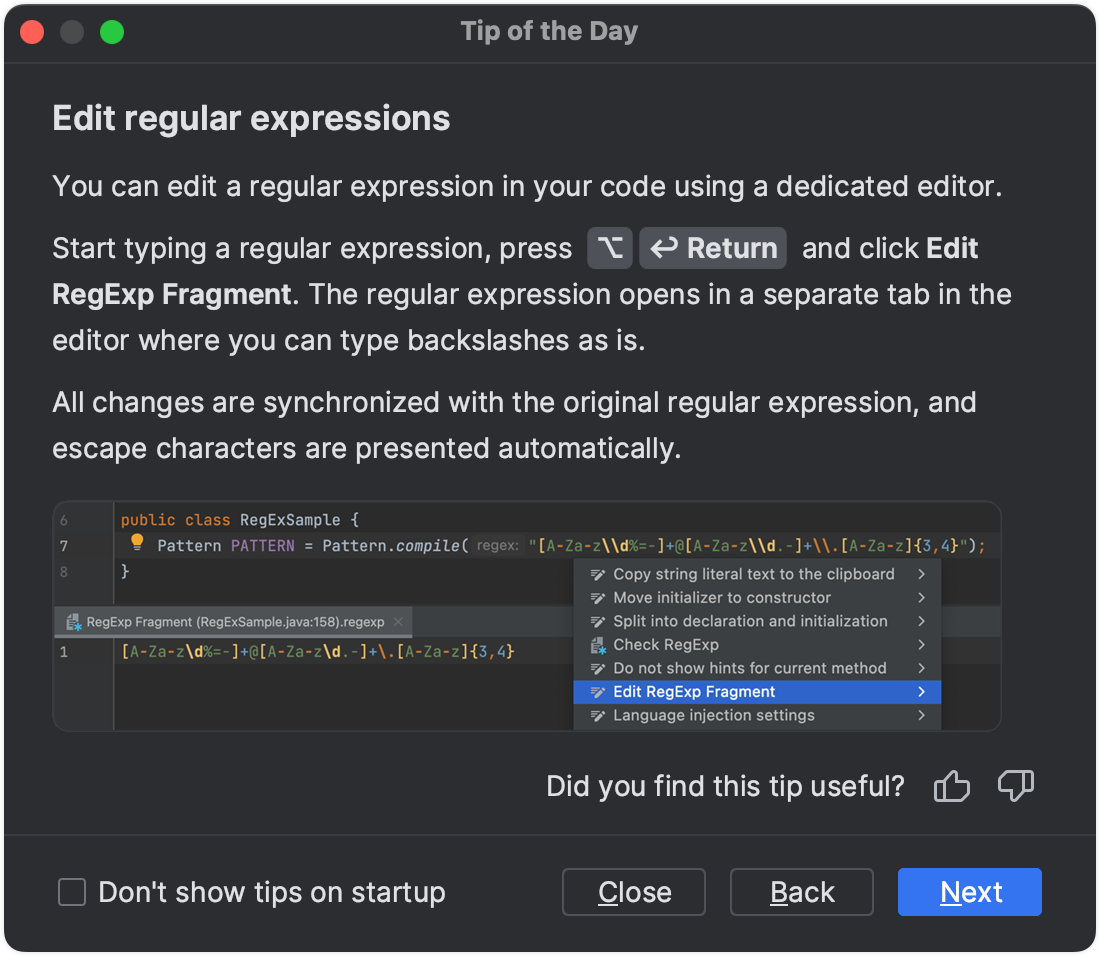 Tip of the Day
Edit regular expressions
You can edit a regular expression in your code using a dedicated editor.
Start typing a regular expression, press ⌥ ↩ Return and click Edit
RegExp Fragment. The regular expression opens in a separate tab in the
editor where you can type backslashes as is.
All changes are synchronized with the original regular expression, and
escape characters are presented automatically.
6 public class RegExSample {
7 Pattern PATTERN = Pattern.compile( regex: "[A-Za-z\\d%=-]+@[A-Za-z\\d.-]+\\.[A-Za-z]{3,4}");
8 }
Copy string literal text to the clipboard
Move initializer to constructor
Split into declaration and initialization
Check RegExp
Do not show hints for current method
Edit RegExp Fragment
Language injection settings
RegExp Fragment (RegExSample.java:158).regexp
1 [A-Za-z\d%=-]+@[A-Za-z\d.-]+\.[A-Za-z]{3,4}
Did you find this tip useful?
Don't show tips on startup
Close Back Next